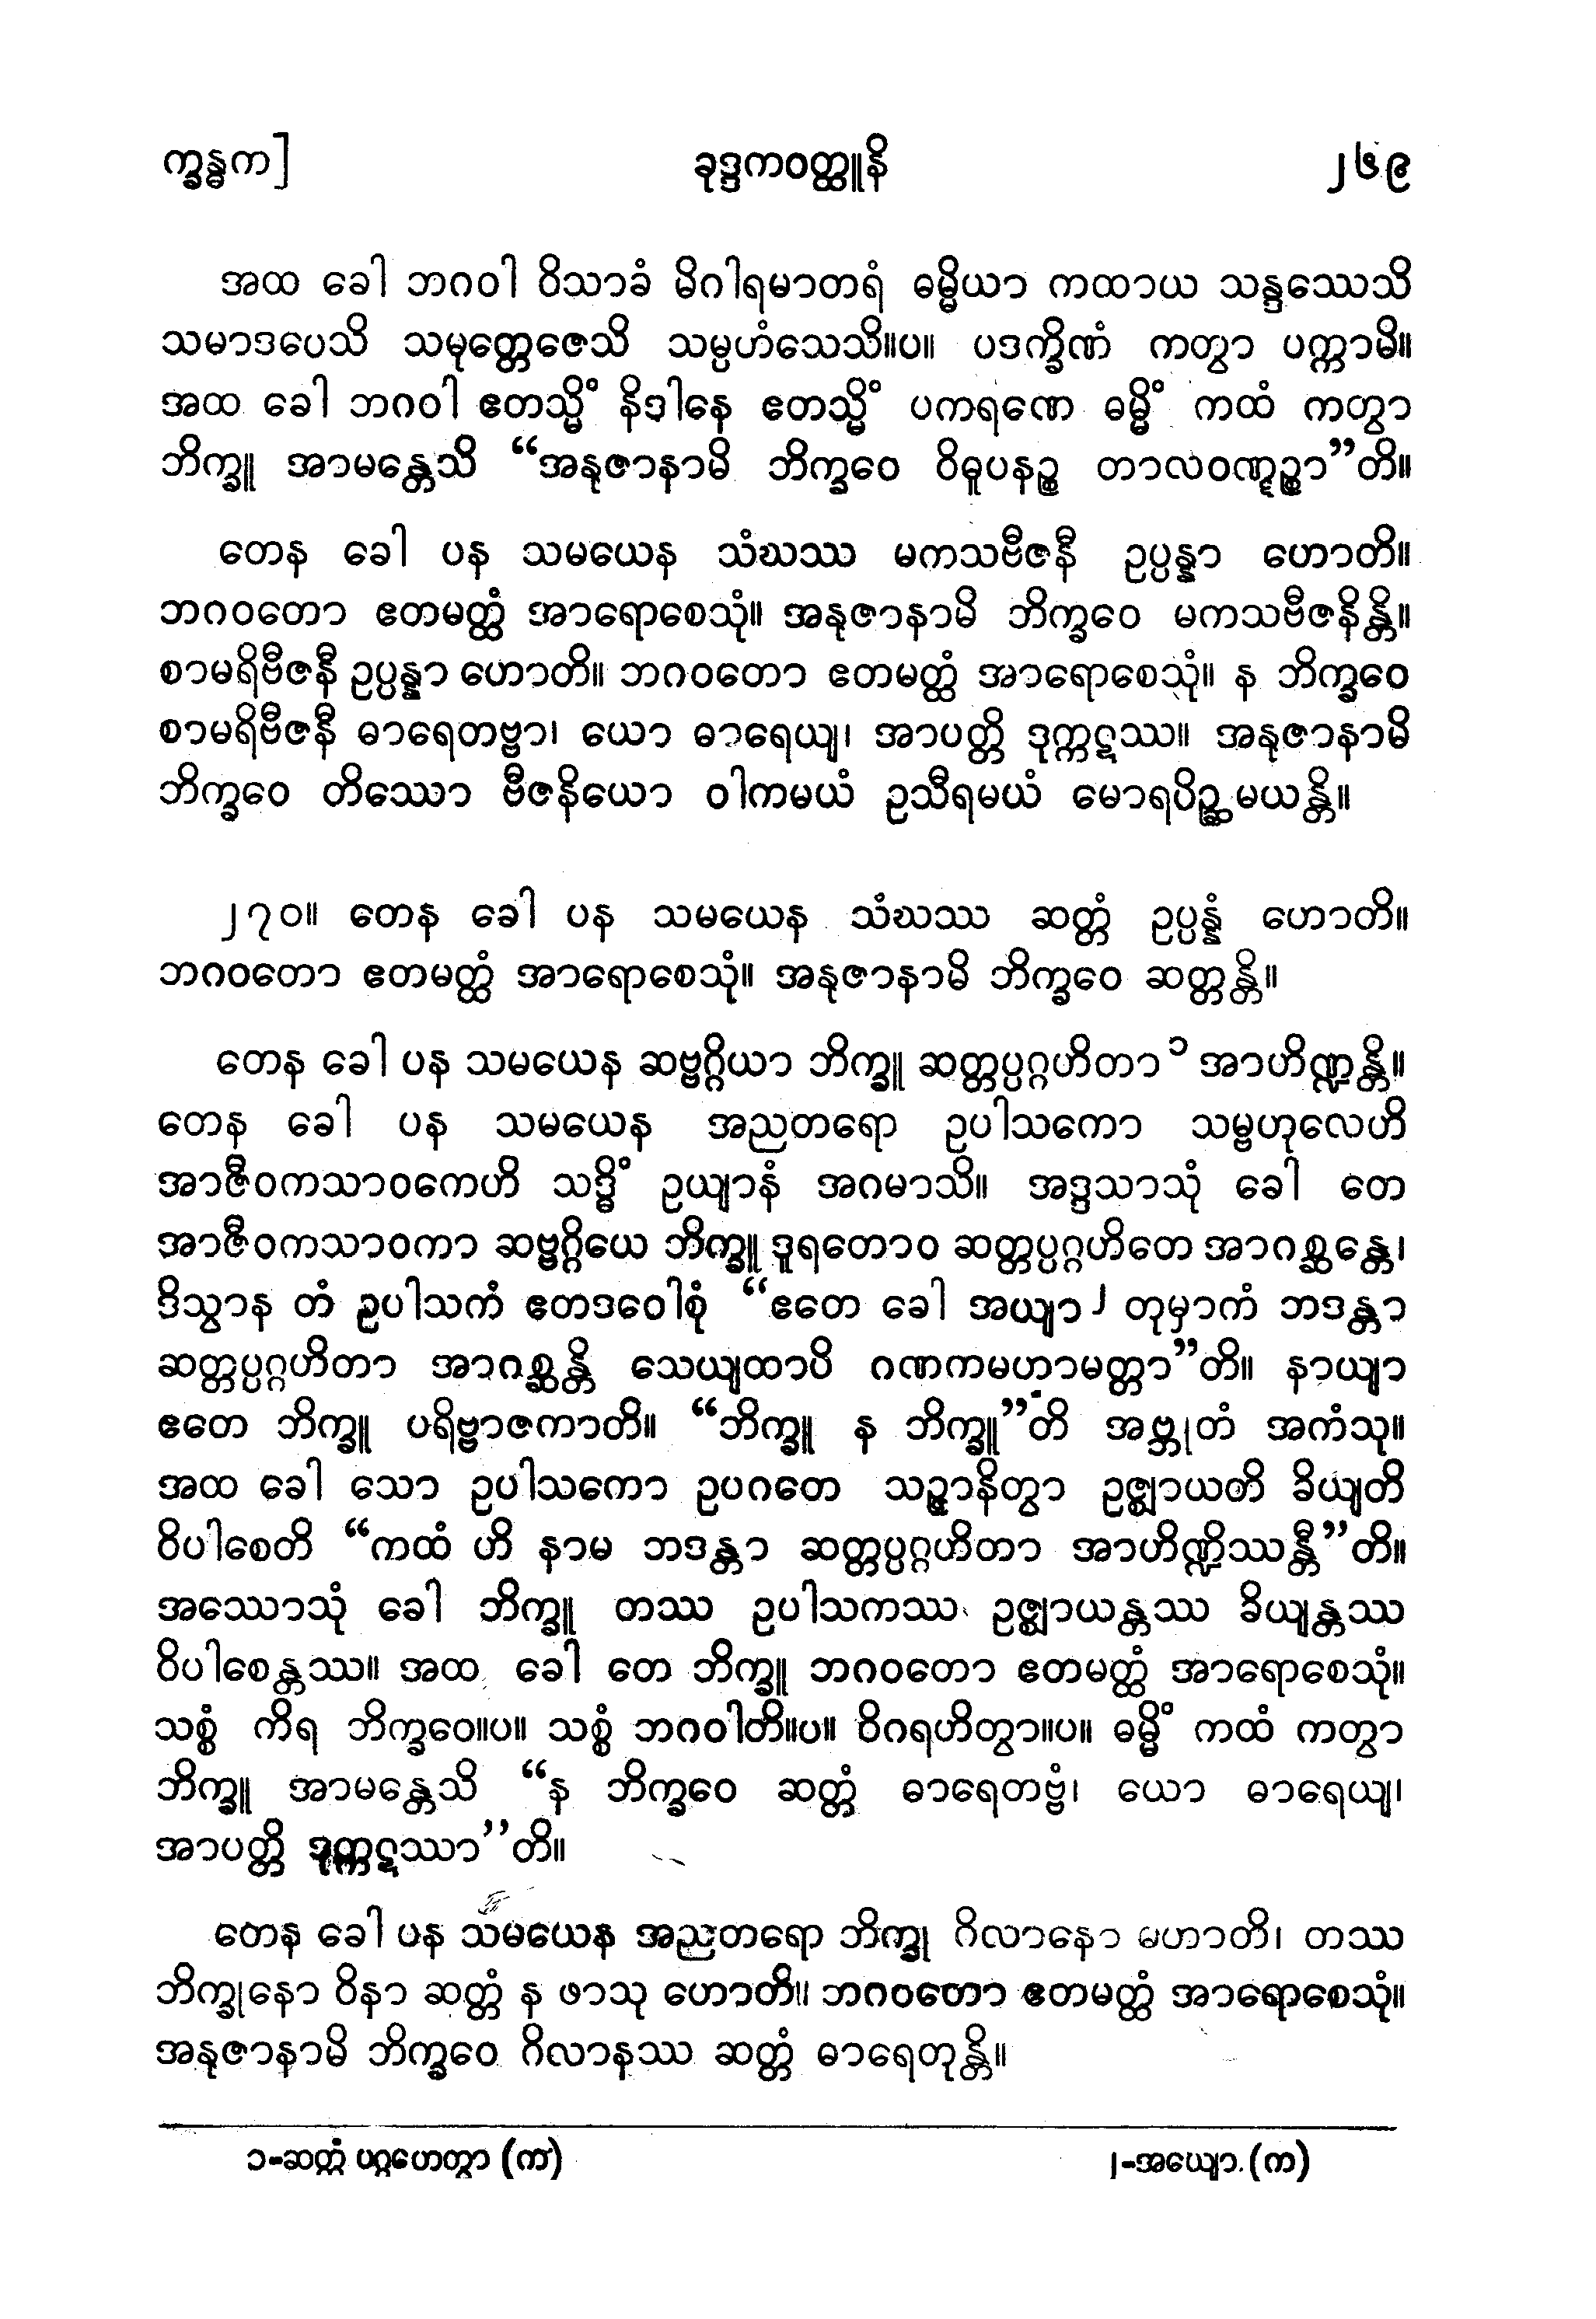 က္ခန္ဓက]
ခုဒ္ဒကဝတ္ထူနိ
၂၆၉
အထ ခေါ ဘဂဝါ ဝိသာခံ မိဂါရမာတရံ ဓမ္မိယာ ကထာယ သန္ဒဿေသိ
သမာဒပေသိ သမုတ္တေဇေသိ သမ္ပဟံသေသိ။ပ။ ပဒက္ခိဏံ ကတွာ ပက္ကာမိ။
အထ ခေါ ဘဂဝါ ဧတသ္မိံ နိဒါနေ ဧတသ္မိံ ပကရဏေ ဓမ္မိံ ကထံ ကတွာ
ဘိက္ခူ အာမန္တေသိ “အနုဇာနာမိ ဘိက္ခဝေ ဝိဓူပနဉ္စ တာလဝဏ္ဋဉ္စာ”တိ။
တေန ခေါ ပန သမယေန သံဃဿ မကသဗီဇနီ ဥပ္ပန္နာ ဟောတိ။
ဘဂဝတော ဧတမတ္ထံ အာရောစေသုံ။ အနုဇာနာမိ ဘိက္ခဝေ မကသဗီဇနိန္တိ။
စာမရိဗီဇနီ ဥပ္ပန္နာ ဟောတိ။ ဘဂဝတော ဧတမတ္ထံ အာရောစေသုံ။ န ဘိက္ခဝေ
စာမရိဗီဇနီ ဓာရေတဗ္ဗာ၊ ယော ဓာရေယျ၊ အာပတ္တိ ဒုက္ကဋဿ။ အနုဇာနာမိ
ဘိက္ခဝေ တိဿော ဗီဇနိယော ဝါကမယံ ဥသီရမယံ မောရပိဉ္ဆမယန္တိ။
၂၇၀။ တေန ခေါ ပန သမယေန သံဃဿ ဆတ္တံ ဥပ္ပန္နံ ဟောတိ။
ဘဂဝတော ဧတမတ္ထံ အာရောစေသုံ။ အနုဇာနာမိ ဘိက္ခဝေ ဆတ္တန္တိ။
တေန ခေါ ပန သမယေန ဆဗ္ဗဂ္ဂိယာ ဘိက္ခူ ဆတ္တပ္ပဂ္ဂဟိတာ ၁ အာဟိဏ္ဍန္တိ။
တေန ခေါ ပန သမယေန အညတရော ဥပါသကော သမ္ဗဟုလေဟိ
အာဇီဝကသာဝကေဟိ သဒ္ဓိံ ဥယျာနံ အဂမာသိ။ အဒ္ဒသာသုံ ခေါ တေ
အာဇီဝကသာဝကာ ဆဗ္ဗဂ္ဂိယေ ဘိက္ခူ ဒူရတောဝ ဆတ္တပ္ပဂ္ဂဟိတေ အာဂစ္ဆန္တေ၊
ဒိသွာန တံ ဥပါသကံ ဧတဒဝေါစုံ “ဧတေ ခေါ အယျာ ၂ တုမှာကံ ဘဒန္တာ
ဆတ္တပ္ပဂ္ဂဟိတာ အာဂစ္ဆန္တိ သေယျထာပိ ဂဏကမဟာမတ္တာ”တိ။ နာယျာ
ဧတေ ဘိက္ခူ ပရိဗ္ဗာဇကာတိ။ “ဘိက္ခူ န ဘိက္ခူ”တိ အဗ္ဘုတံ အကံသု။
အထ ခေါ သော ဥပါသကော ဥပဂတေ သဉ္ဇာနိတွာ ဥဇ္ဈာယတိ ခိယျတိ
ဝိပါစေတိ “ကထံ ဟိ နာမ ဘဒန္တာ ဆတ္တပ္ပဂ္ဂဟိတာ အာဟိဏ္ဍိဿန္တီ”တိ။
အဿောသုံ ခေါ ဘိက္ခူ တဿ ဥပါသကဿ ဥဇ္ဈာယန္တဿ ခိယျန္တဿ
ဝိပါစေန္တဿ။ အထ ခေါ တေ ဘိက္ခူ ဘဂဝတော ဧတမတ္ထံ အာရောစေသုံ။
သစ္စံ ကိရ ဘိက္ခဝေ။ပ။ သစ္စံ ဘဂဝါတိ။ပ။ ဝိဂရဟိတွာ။ပ။ ဓမ္မိံ ကထံ ကတွာ
ဘိက္ခူ အာမန္တေသိ “န ဘိက္ခဝေ ဆတ္တံ ဓာရေတဗ္ဗံ၊ ယော ဓာရေယျ၊
အာပတ္တိ ဒုက္ကဋဿာ”တိ။
တေန ခေါ ပန သမယေန အညတရော ဘိက္ခု ဂိလာနော ဟောတိ၊ တဿ
ဘိက္ခုနော ဝိနာ ဆတ္တံ န ဖာသု ဟောတိ။ ဘဂဝတော ဧတမတ္ထံ အာရောစေသုံ။
အနုဇာနာမိ ဘိက္ခဝေ ဂိလာနဿ ဆတ္တံ ဓာရေတုန္တိ။
၁-ဆတ္တံ ပဂ္ဂဟေတွာ (က)
၂-အယျော (က)